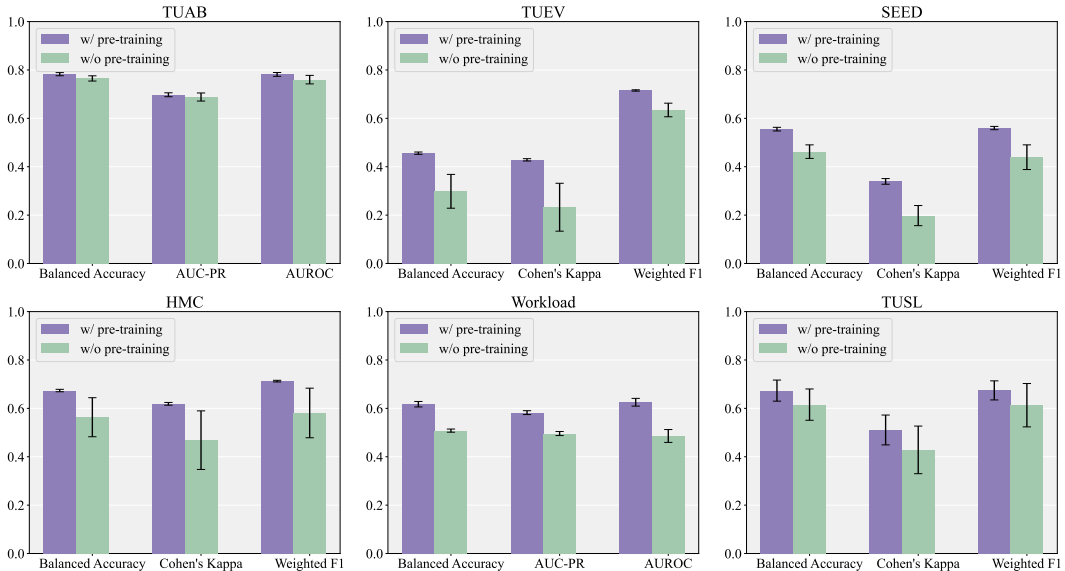 TUAB
1.0
0.8
0.6
0.4
0.2
0.0
w/ pre-training
w/o pre-training
Balanced Accuracy AUC-PR AUROC
TUEV
1.0
0.8
0.6
0.4
0.2
0.0
w/ pre-training
w/o pre-training
Balanced Accuracy Cohen's Kappa Weighted F1
SEED
1.0
0.8
0.6
0.4
0.2
0.0
w/ pre-training
w/o pre-training
Balanced Accuracy Cohen's Kappa Weighted F1
HMC
1.0
0.8
0.6
0.4
0.2
0.0
w/ pre-training
w/o pre-training
Balanced Accuracy Cohen's Kappa Weighted F1
Workload
1.0
0.8
0.6
0.4
0.2
0.0
w/ pre-training
w/o pre-training
Balanced Accuracy AUC-PR AUROC
TUSL
1.0
0.8
0.6
0.4
0.2
0.0
w/ pre-training
w/o pre-training
Balanced Accuracy Cohen's Kappa Weighted F1